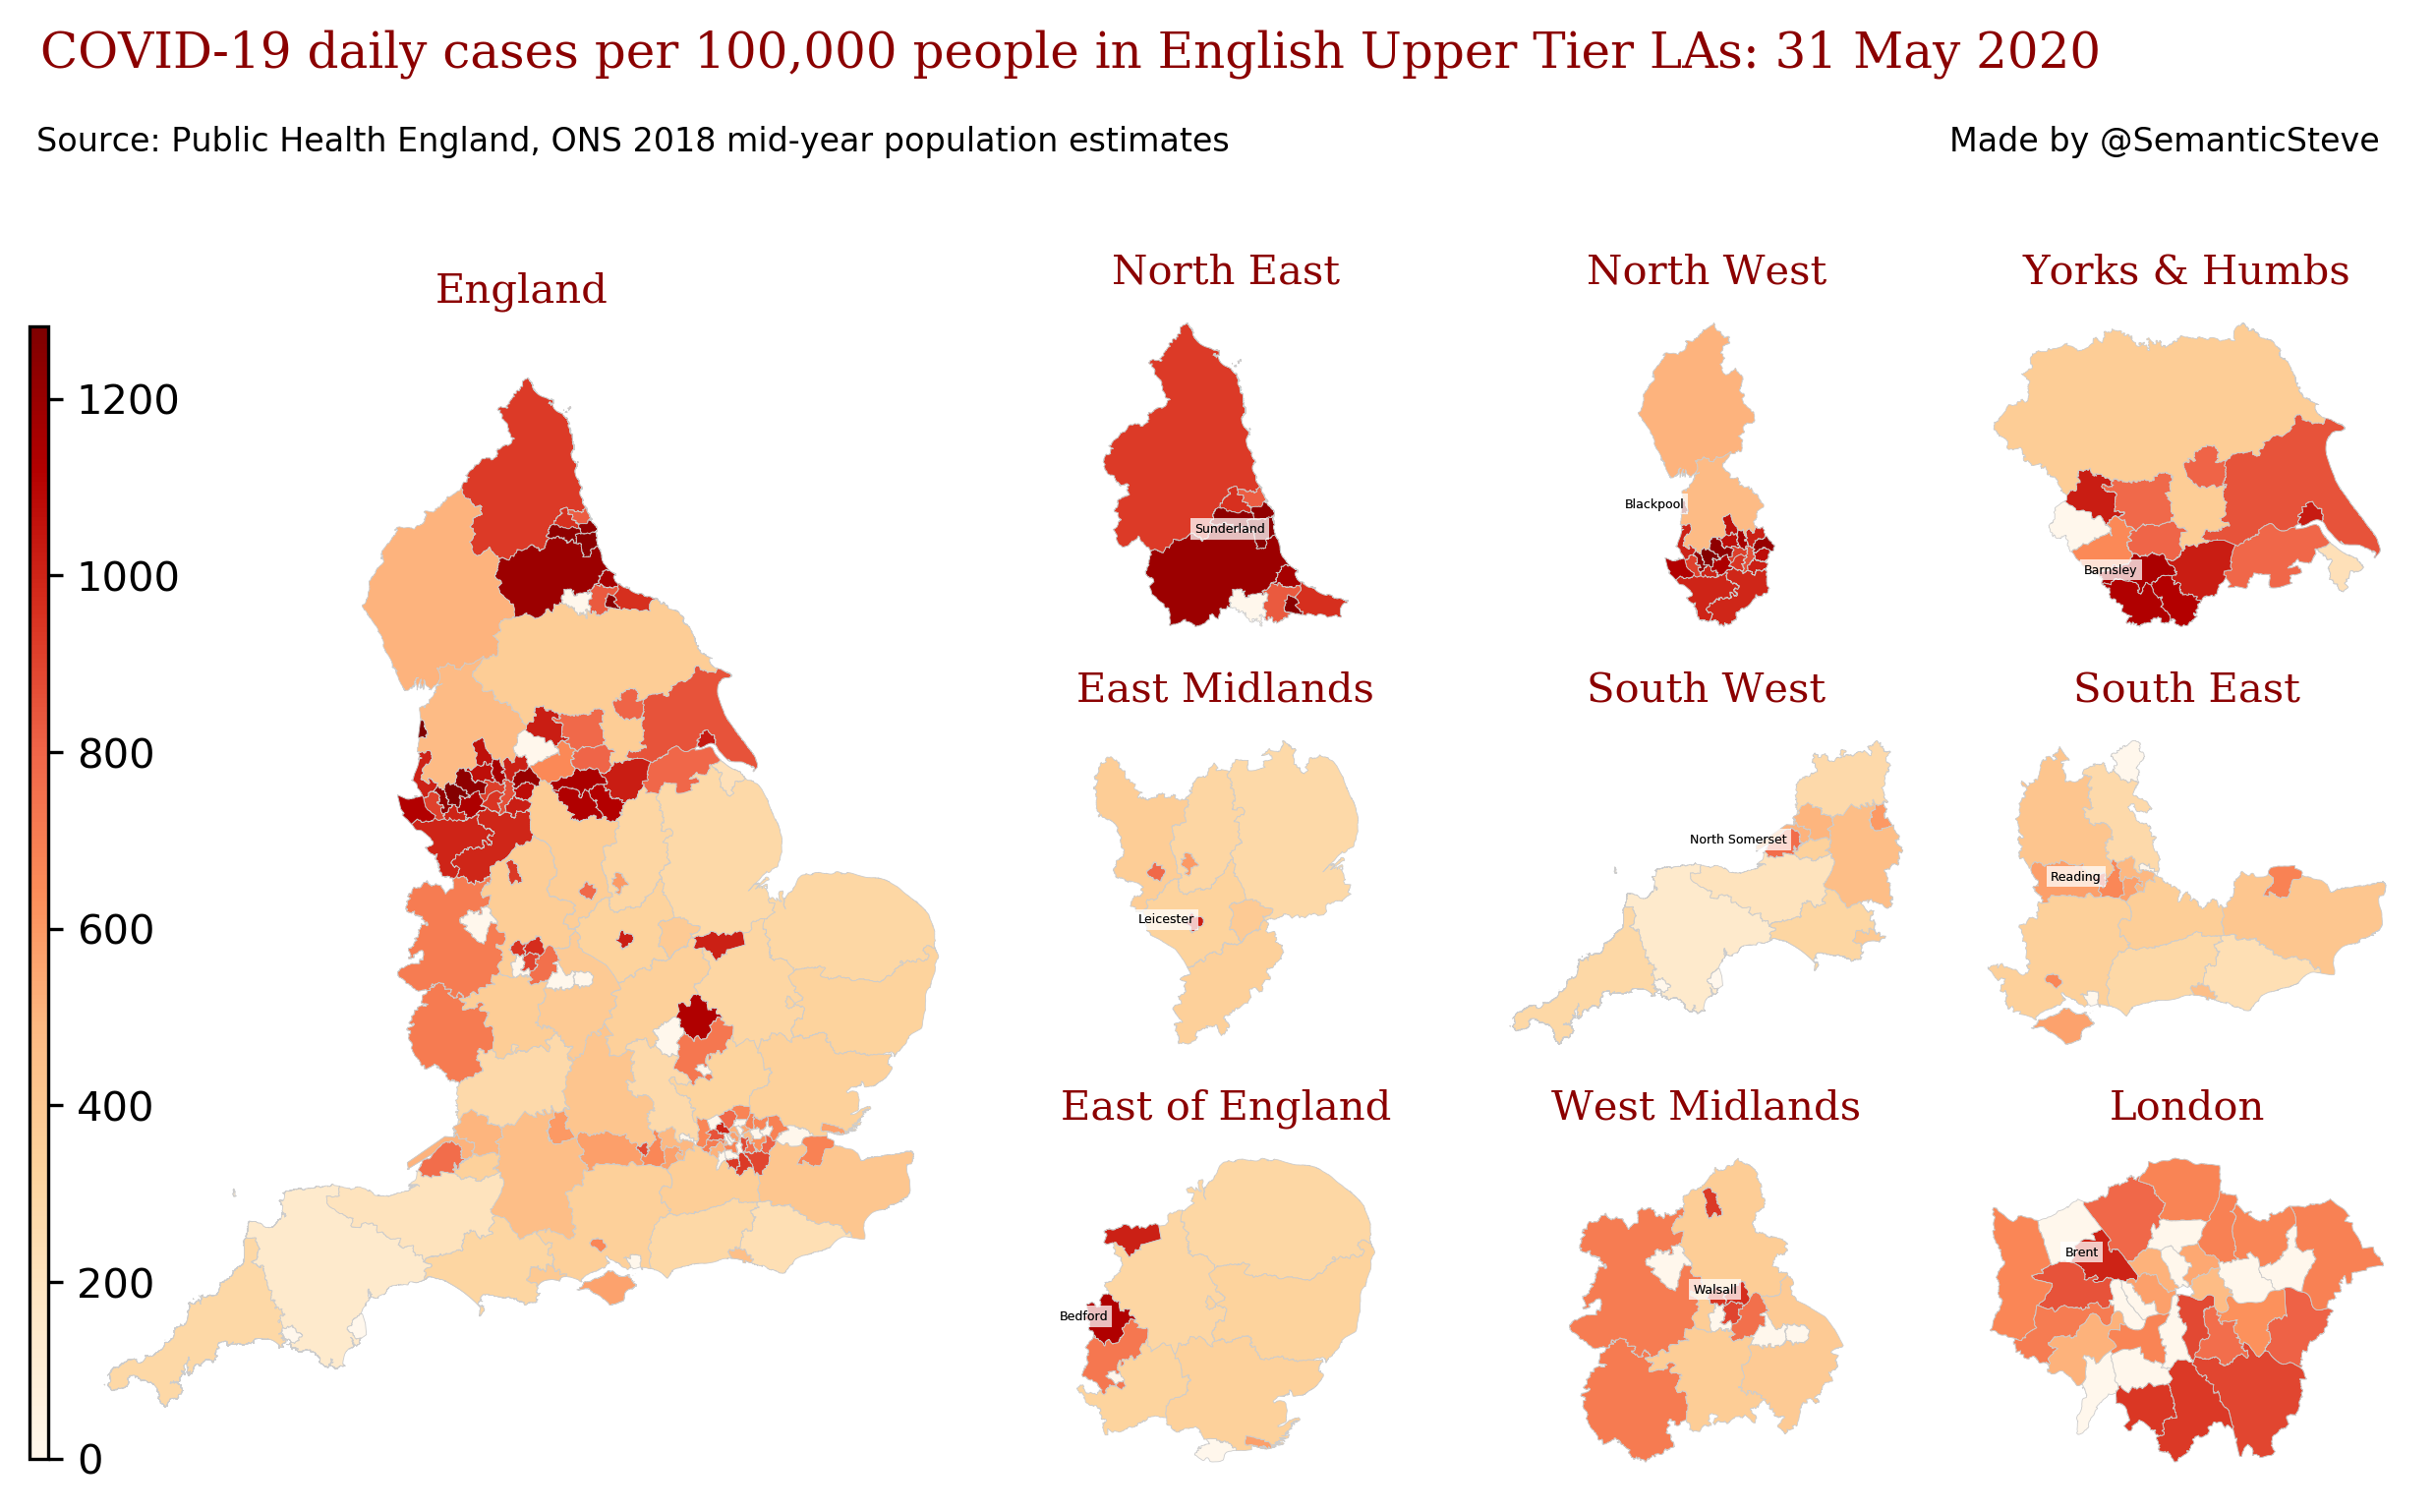 COVID-19 daily cases per 100,000 people in English Upper Tier LAs: 31 May 2020
Source: Public Health England, ONS 2018 mid-year population estimates
Made by @SemanticSteve
England
1200
1000
800
600
400
200
0
North East
Sunderland
North West
Blackpool
Yorks & Humbs
Barnsley
East Midlands
Leicester
South West
North Somerset
South East
Reading
East of England
Bedford
West Midlands
Walsall
London
Brent